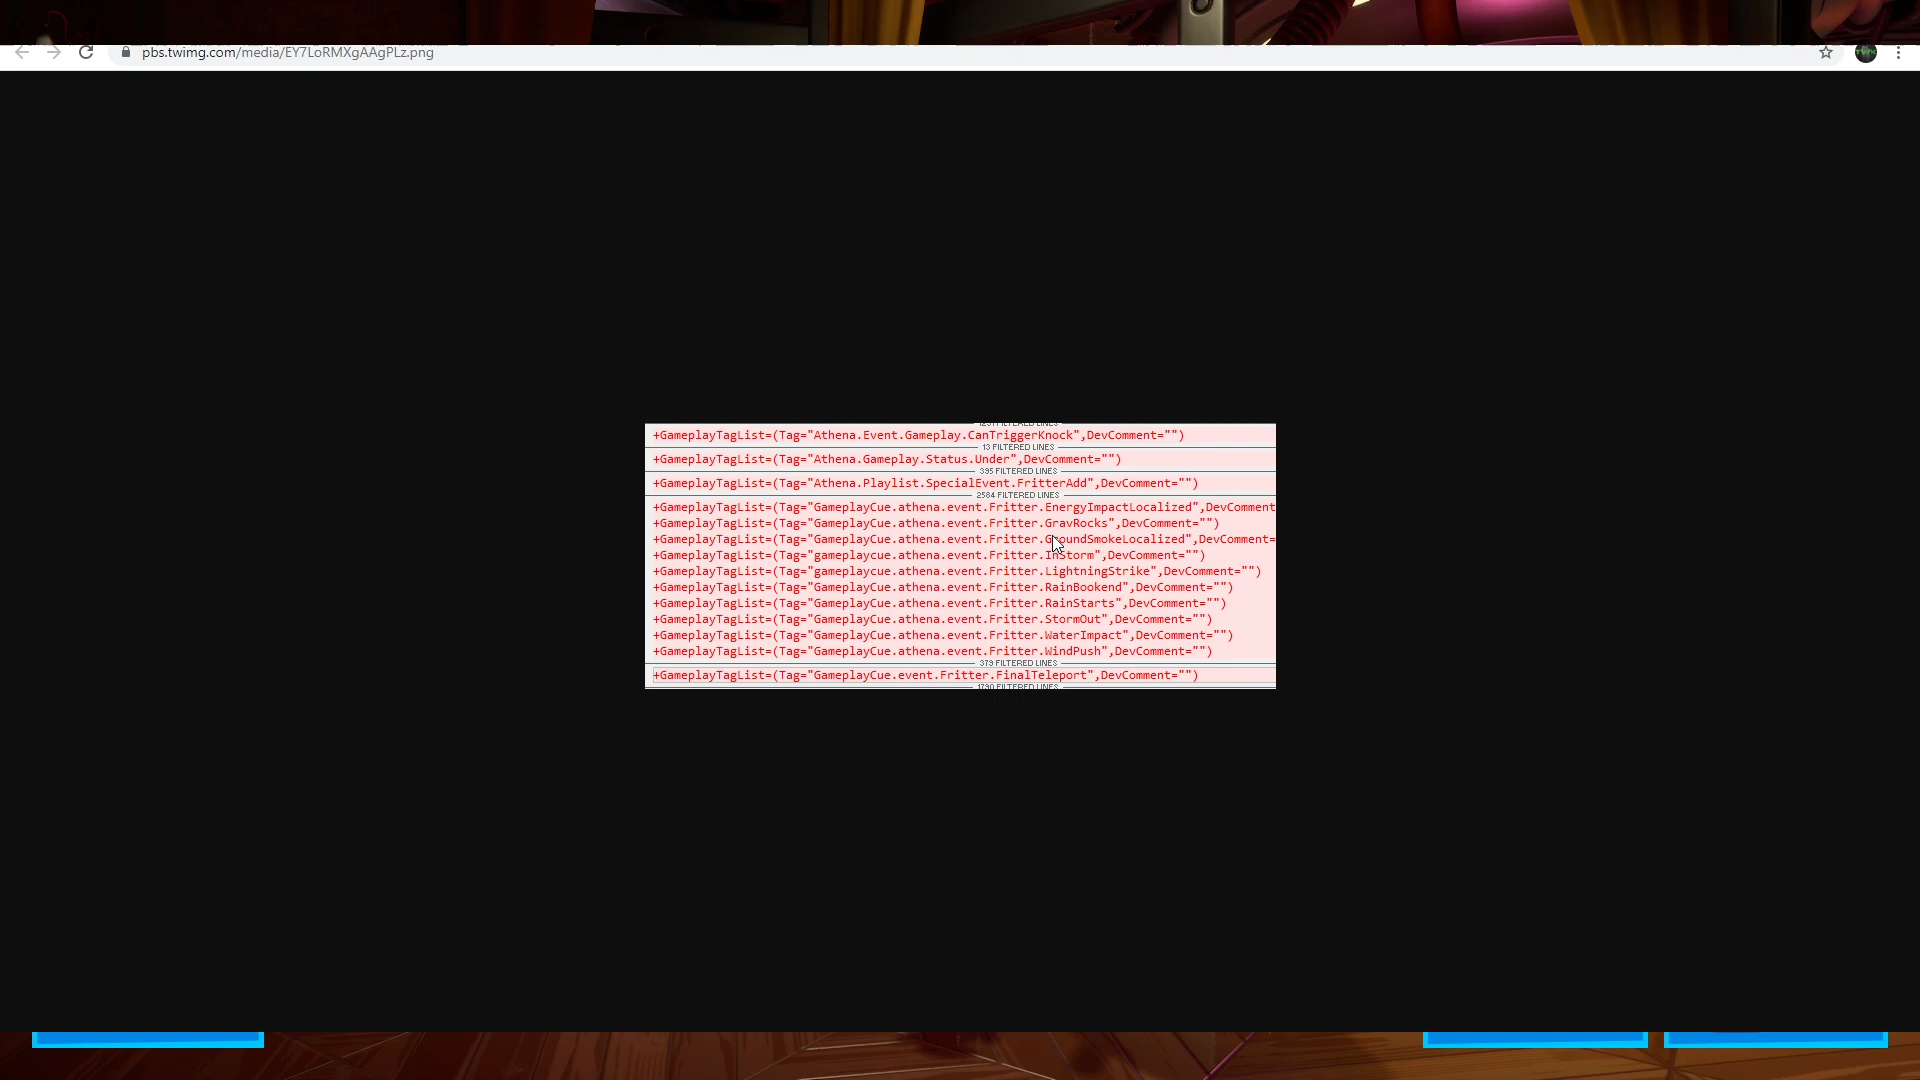 pbs.twimg.com/media/EY7LoRMXgAAgPLz.png
+GameplayTagList=(Tag="Athena.Event.Gameplay.CanTriggerKnock",DevComment="")
13 FILTERED LINES
+GameplayTagList=(Tag="Athena.Gameplay.Status.Under",DevComment="")
395 FILTERED LINES
+GameplayTagList=(Tag="Athena.Playlist.SpecialEvent.FritterAdd",DevComment="")
2584 FILTERED LINES
+GameplayTagList=(Tag="GameplayCue.athena.event.Fritter.EnergyImpactLocalized",DevComment
+GameplayTagList=(Tag="GameplayCue.athena.event.Fritter.GravRocks",DevComment="")
+GameplayTagList=(Tag="GameplayCue.athena.event.Fritter.GroundSmokeLocalized",DevComment=
+GameplayTagList=(Tag="gameplaycue.athena.event.Fritter.InStorm",DevComment="")
+GameplayTagList=(Tag="gameplaycue.athena.event.Fritter.LightningStrike",DevComment="")
+GameplayTagList=(Tag="GameplayCue.athena.event.Fritter.RainBookend",DevComment="")
+GameplayTagList=(Tag="GameplayCue.athena.event.Fritter.RainStarts",DevComment="")
+GameplayTagList=(Tag="GameplayCue.athena.event.Fritter.StormOut",DevComment="")
+GameplayTagList=(Tag="GameplayCue.athena.event.Fritter.WaterImpact",DevComment="")
+GameplayTagList=(Tag="GameplayCue.athena.event.Fritter.WindPush",DevComment="")
379 FILTERED LINES
+GameplayTagList=(Tag="GameplayCue.event.Fritter.FinalTeleport",DevComment="")
FILTERED LINES